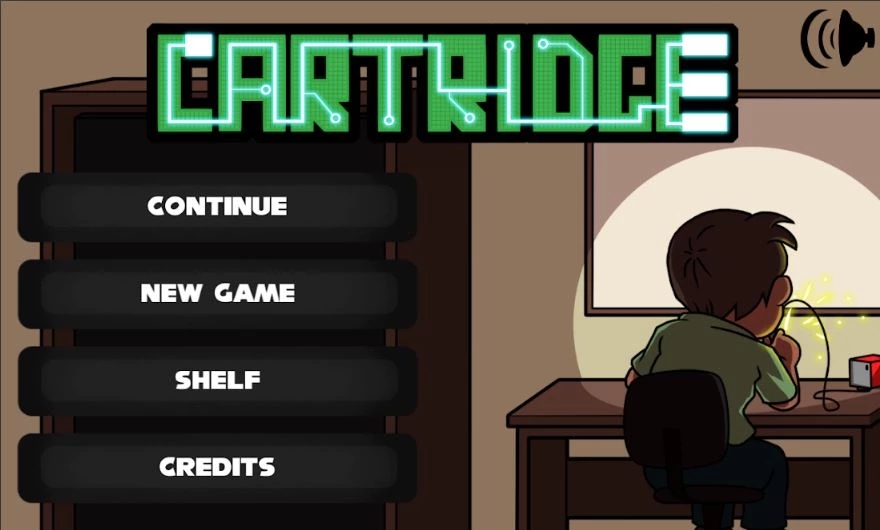 CARTRIDGE
CONTINUE
NEW GAME
SHELF
CREDITS